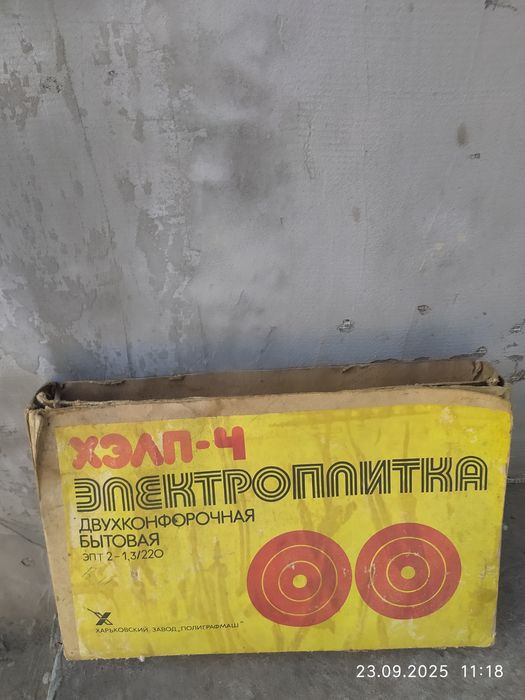 ХЭЛП-4
ЭЛЕКТРОПЛИТКА
ДВУХКОНФОРОЧНАЯ
БЫТОВАЯ
ЭПТ 2-1,3/220
ХАРЬКОВСКИЙ ЗАВОД „ПОЛИГРАФМАШ"
23.09.2025 11:18